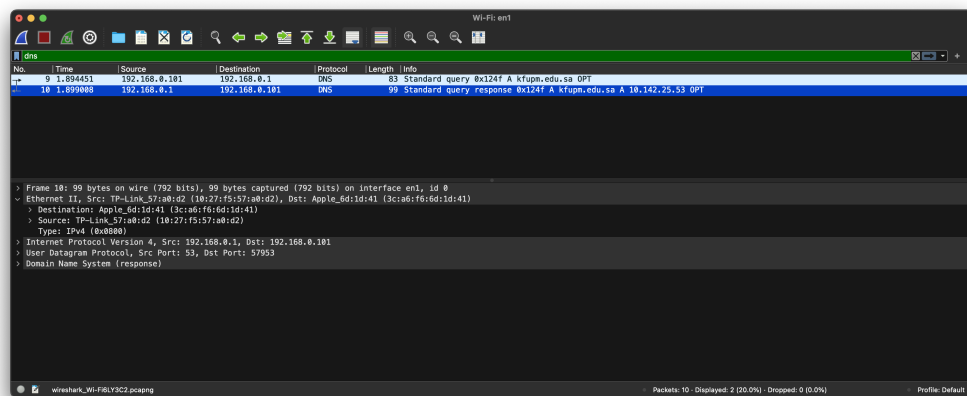 Wi-Fi: en1
dns
No. Time Source Destination Protocol Length Info
9 1.894451 192.168.0.101 192.168.0.1 DNS 83 Standard query 0x124f A kfupm.edu.sa OPT
10 1.899008 192.168.0.1 192.168.0.101 DNS 99 Standard query response 0x124f A kfupm.edu.sa A 10.142.25.53 OPT
Frame 10: 99 bytes on wire (792 bits), 99 bytes captured (792 bits) on interface en1, id 0
Ethernet II, Src: TP-Link_57:a0:d2 (10:27:f5:57:a0:d2), Dst: Apple_6d:1d:41 (3c:a6:f6:6d:1d:41)
Destination: Apple_6d:1d:41 (3c:a6:f6:6d:1d:41)
Source: TP-Link_57:a0:d2 (10:27:f5:57:a0:d2)
Type: IPv4 (0x0800)
Internet Protocol Version 4, Src: 192.168.0.1, Dst: 192.168.0.101
User Datagram Protocol, Src Port: 53, Dst Port: 57953
Domain Name System (response)
wireshark_Wi-Fi6LY3C2.pcapng Packets: 10 · Displayed: 2 (20.0%) · Dropped: 0 (0.0%) Profile: Default